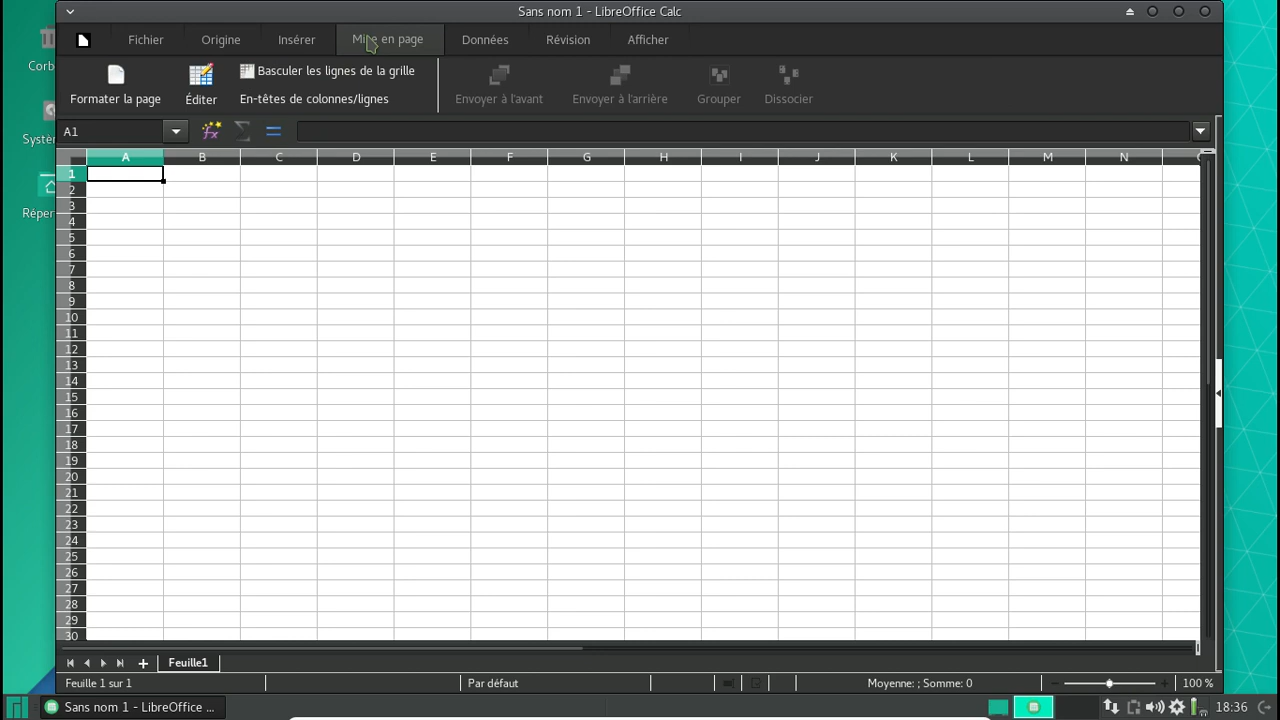 Sans nom 1 - LibreOffice Calc
Fichier Origine Insérer Mise en page Données Révision Afficher
Basculer les lignes de la grille
Formater la page Éditer En-têtes de colonnes/lignes Envoyer à l'avant Envoyer à l'arrière Grouper Dissocier
A1
A B C D E F G H I J K L M N
1
2
3
4
5
6
7
8
9
10
11
12
13
14
15
16
17
18
19
20
21
22
23
24
25
26
27
28
29
30
Corb
Systè
Réper
Feuille1
Feuille 1 sur 1 Par défaut Moyenne: ; Somme: 0 100 %
Sans nom 1 - LibreOffice ... 18:36